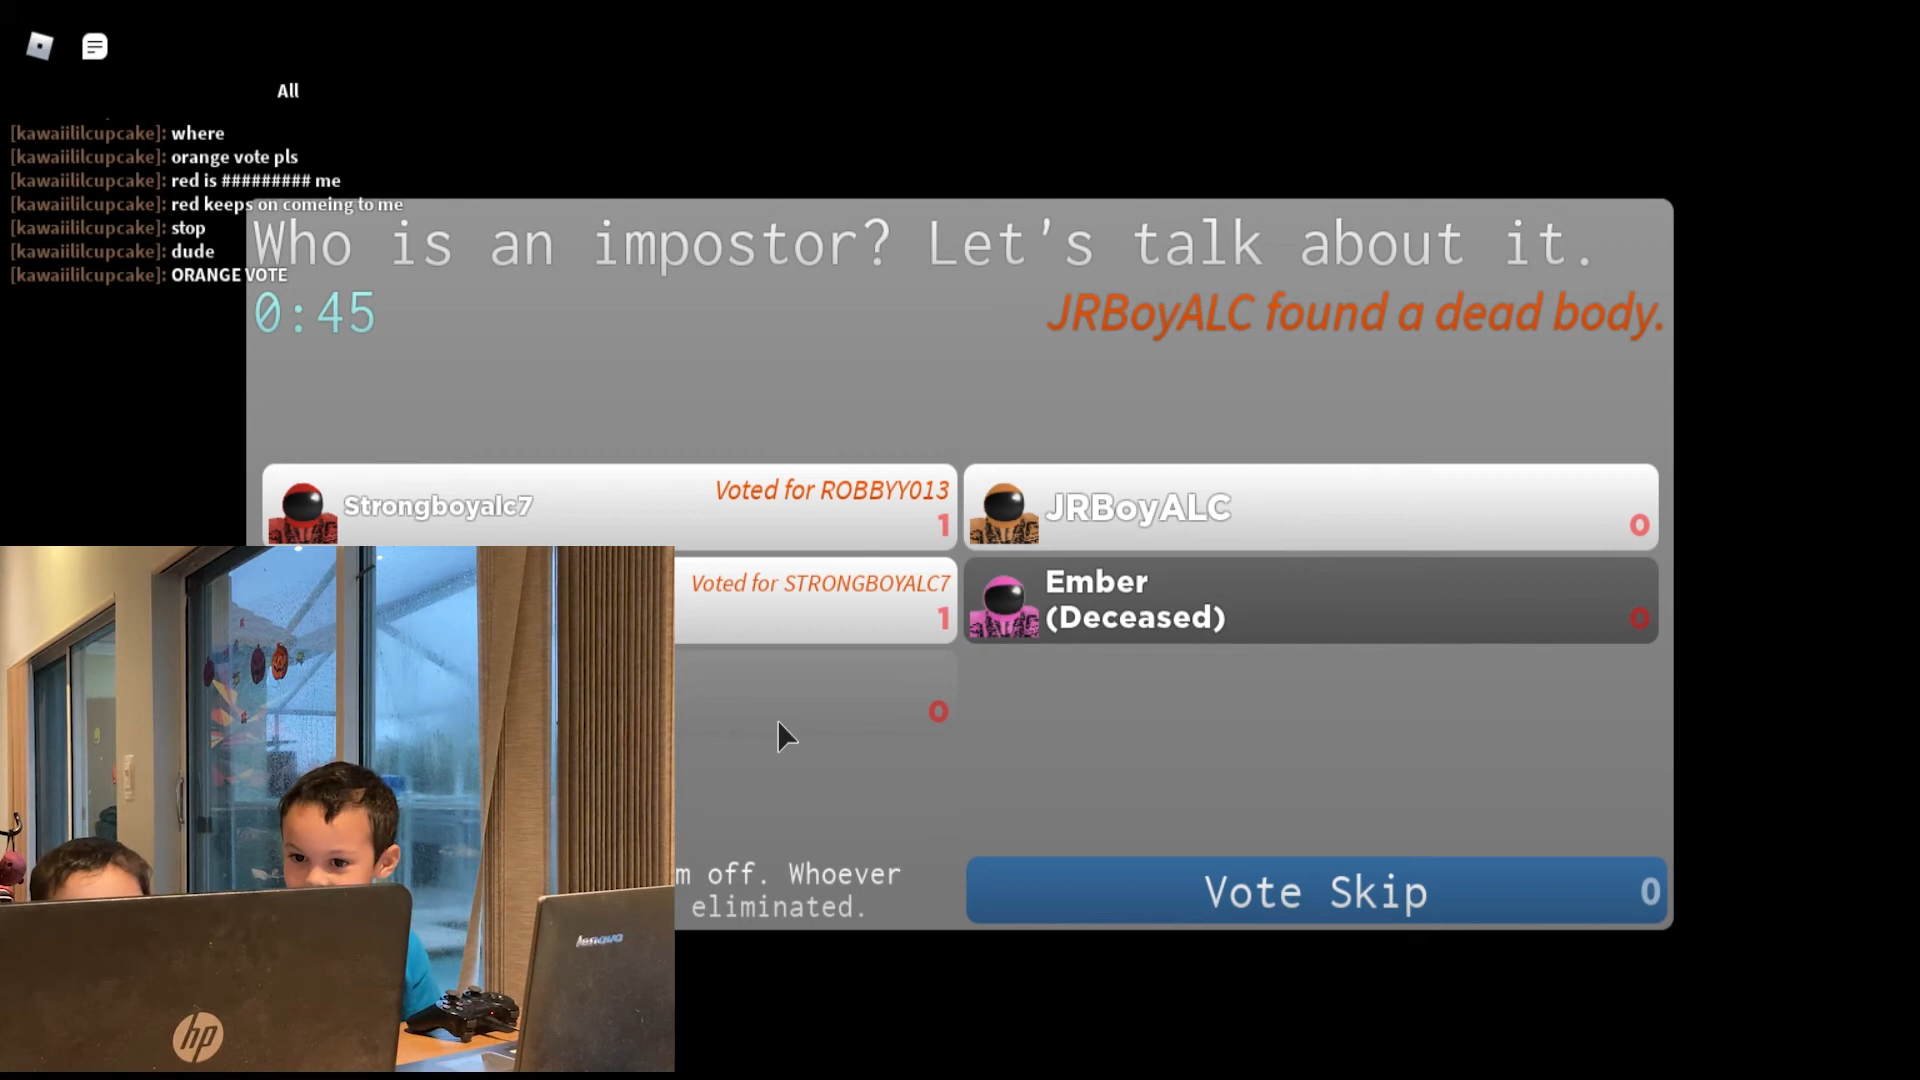 All
[kawaiililcupcake]: where
[kawaiililcupcake]: orange vote pls
[kawaiililcupcake]: red is ######### me
[kawaiililcupcake]: red keeps on comeing to me
[kawaiililcupcake]: stop
[kawaiililcupcake]: dude
[kawaiililcupcake]: ORANGE VOTE
Who is an impostor? Let's talk about it.
0:45
JRBoyALC found a dead body.
Strongboyalc7
Voted for ROBBYY013
1
JRBoyALC
0
Voted for STRONGBOYALC7
1
Ember
(Deceased)
0
0
m off. Whoever
eliminated.
Vote Skip 0
lenovo
hp